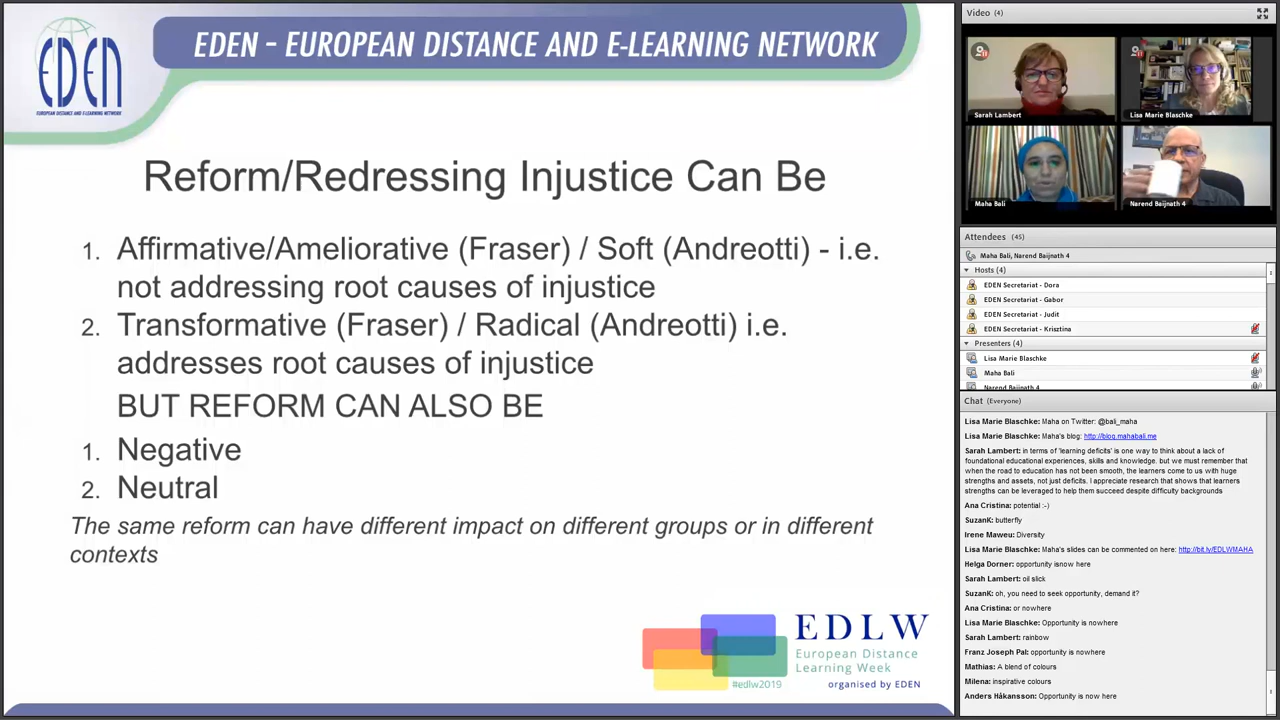 EDEN
EUROPEAN DISTANCE AND E-LEARNING NETWORK
EDEN – EUROPEAN DISTANCE AND E-LEARNING NETWORK
Reform/Redressing Injustice Can Be
1. Affirmative/Ameliorative (Fraser) / Soft (Andreotti) - i.e.
not addressing root causes of injustice
2. Transformative (Fraser) / Radical (Andreotti) i.e.
addresses root causes of injustice
BUT REFORM CAN ALSO BE
1. Negative
2. Neutral
The same reform can have different impact on different groups or in different
contexts
EDLW
European Distance
Learning Week
#edlw2019
organised by EDEN
Video (4)
Sarah Lambert
Lisa Marie Blaschke
Maha Bali
Narend Baijnath 4
Attendees (45)
Maha Bali, Narend Baijnath 4
Hosts (4)
EDEN Secretariat - Dora
EDEN Secretariat - Gabor
EDEN Secretariat - Judit
EDEN Secretariat - Krisztina
Presenters (4)
Lisa Marie Blaschke
Maha Bali
Narend Baijnath 4
Chat (Everyone)
Lisa Marie Blaschke: Maha on Twitter: @bali_maha
Lisa Marie Blaschke: Maha's blog: http://blog.mahabali.me
Sarah Lambert: in terms of 'learning deficits' is one way to think about a lack of
foundational educational experiences, skills and knowledge. but we must remember that
when the road to education has not been smooth, the learners come to us with huge
strengths and assets, not just deficits. I appreciate research that shows that learners
strengths can be leveraged to help them succeed despite difficulty backgrounds
Ana Cristina: potential :-)
SuzanK: butterfly
Irene Maweu: Diversity
Lisa Marie Blaschke: Maha's slides can be commented on here: http://bit.ly/EDLWMAHA
Helga Dorner: opportunity isnow here
Sarah Lambert: oil slick
SuzanK: oh, you need to seek opportunity, demand it?
Ana Cristina: or nowhere
Lisa Marie Blaschke: Opportunity is nowhere
Sarah Lambert: rainbow
Franz Joseph Pal: opportunity is nowhere
Mathias: A blend of colours
Milena: inspirative colours
Anders Håkansson: Opportunity is now here